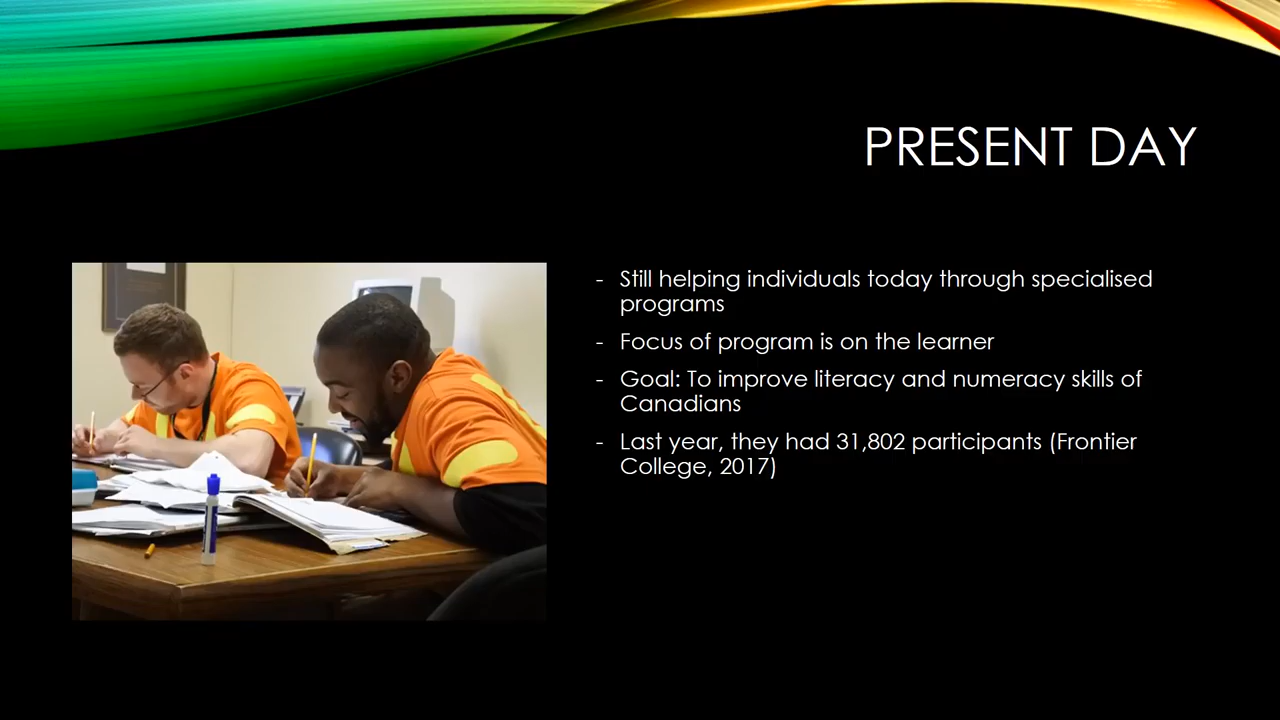 PRESENT DAY
- Still helping individuals today through specialised
programs
- Focus of program is on the learner
- Goal: To improve literacy and numeracy skills of
Canadians
- Last year, they had 31,802 participants (Frontier
College, 2017)